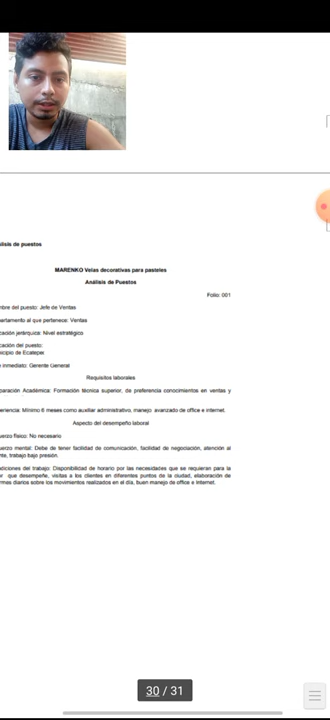 lisis de puestos
MARENKO Velas decorativas para pasteles
Análisis de Puestos
Folio: 001
mbre del puesto: Jefe de Ventas
artamento al que pertenece: Ventas
cación jerárquica: Nivel estratégico
cación del puesto:
nicipio de Ecatepec
inmediato: Gerente General
Requisitos laborales
paración Académica: Formación técnica superior, de preferencia conocimientos en ventas y
eriencia: Mínimo 6 meses como auxiliar administrativo, manejo avanzado de office e internet.
Aspecto del desempeño laboral
uerzo físico: No necesario
uerzo mental: Debe de tener facilidad de comunicación, facilidad de negociación, atención al
nte, trabajo bajo presión.
diciones del trabajo: Disponibilidad de horario por las necesidades que se requieran para la
or que desempeñe, visitas a los clientes en diferentes puntos de la ciudad, elaboración de
rmas diarios sobre los movimientos realizados en el día, buen manejo de office e internet.
30 / 31